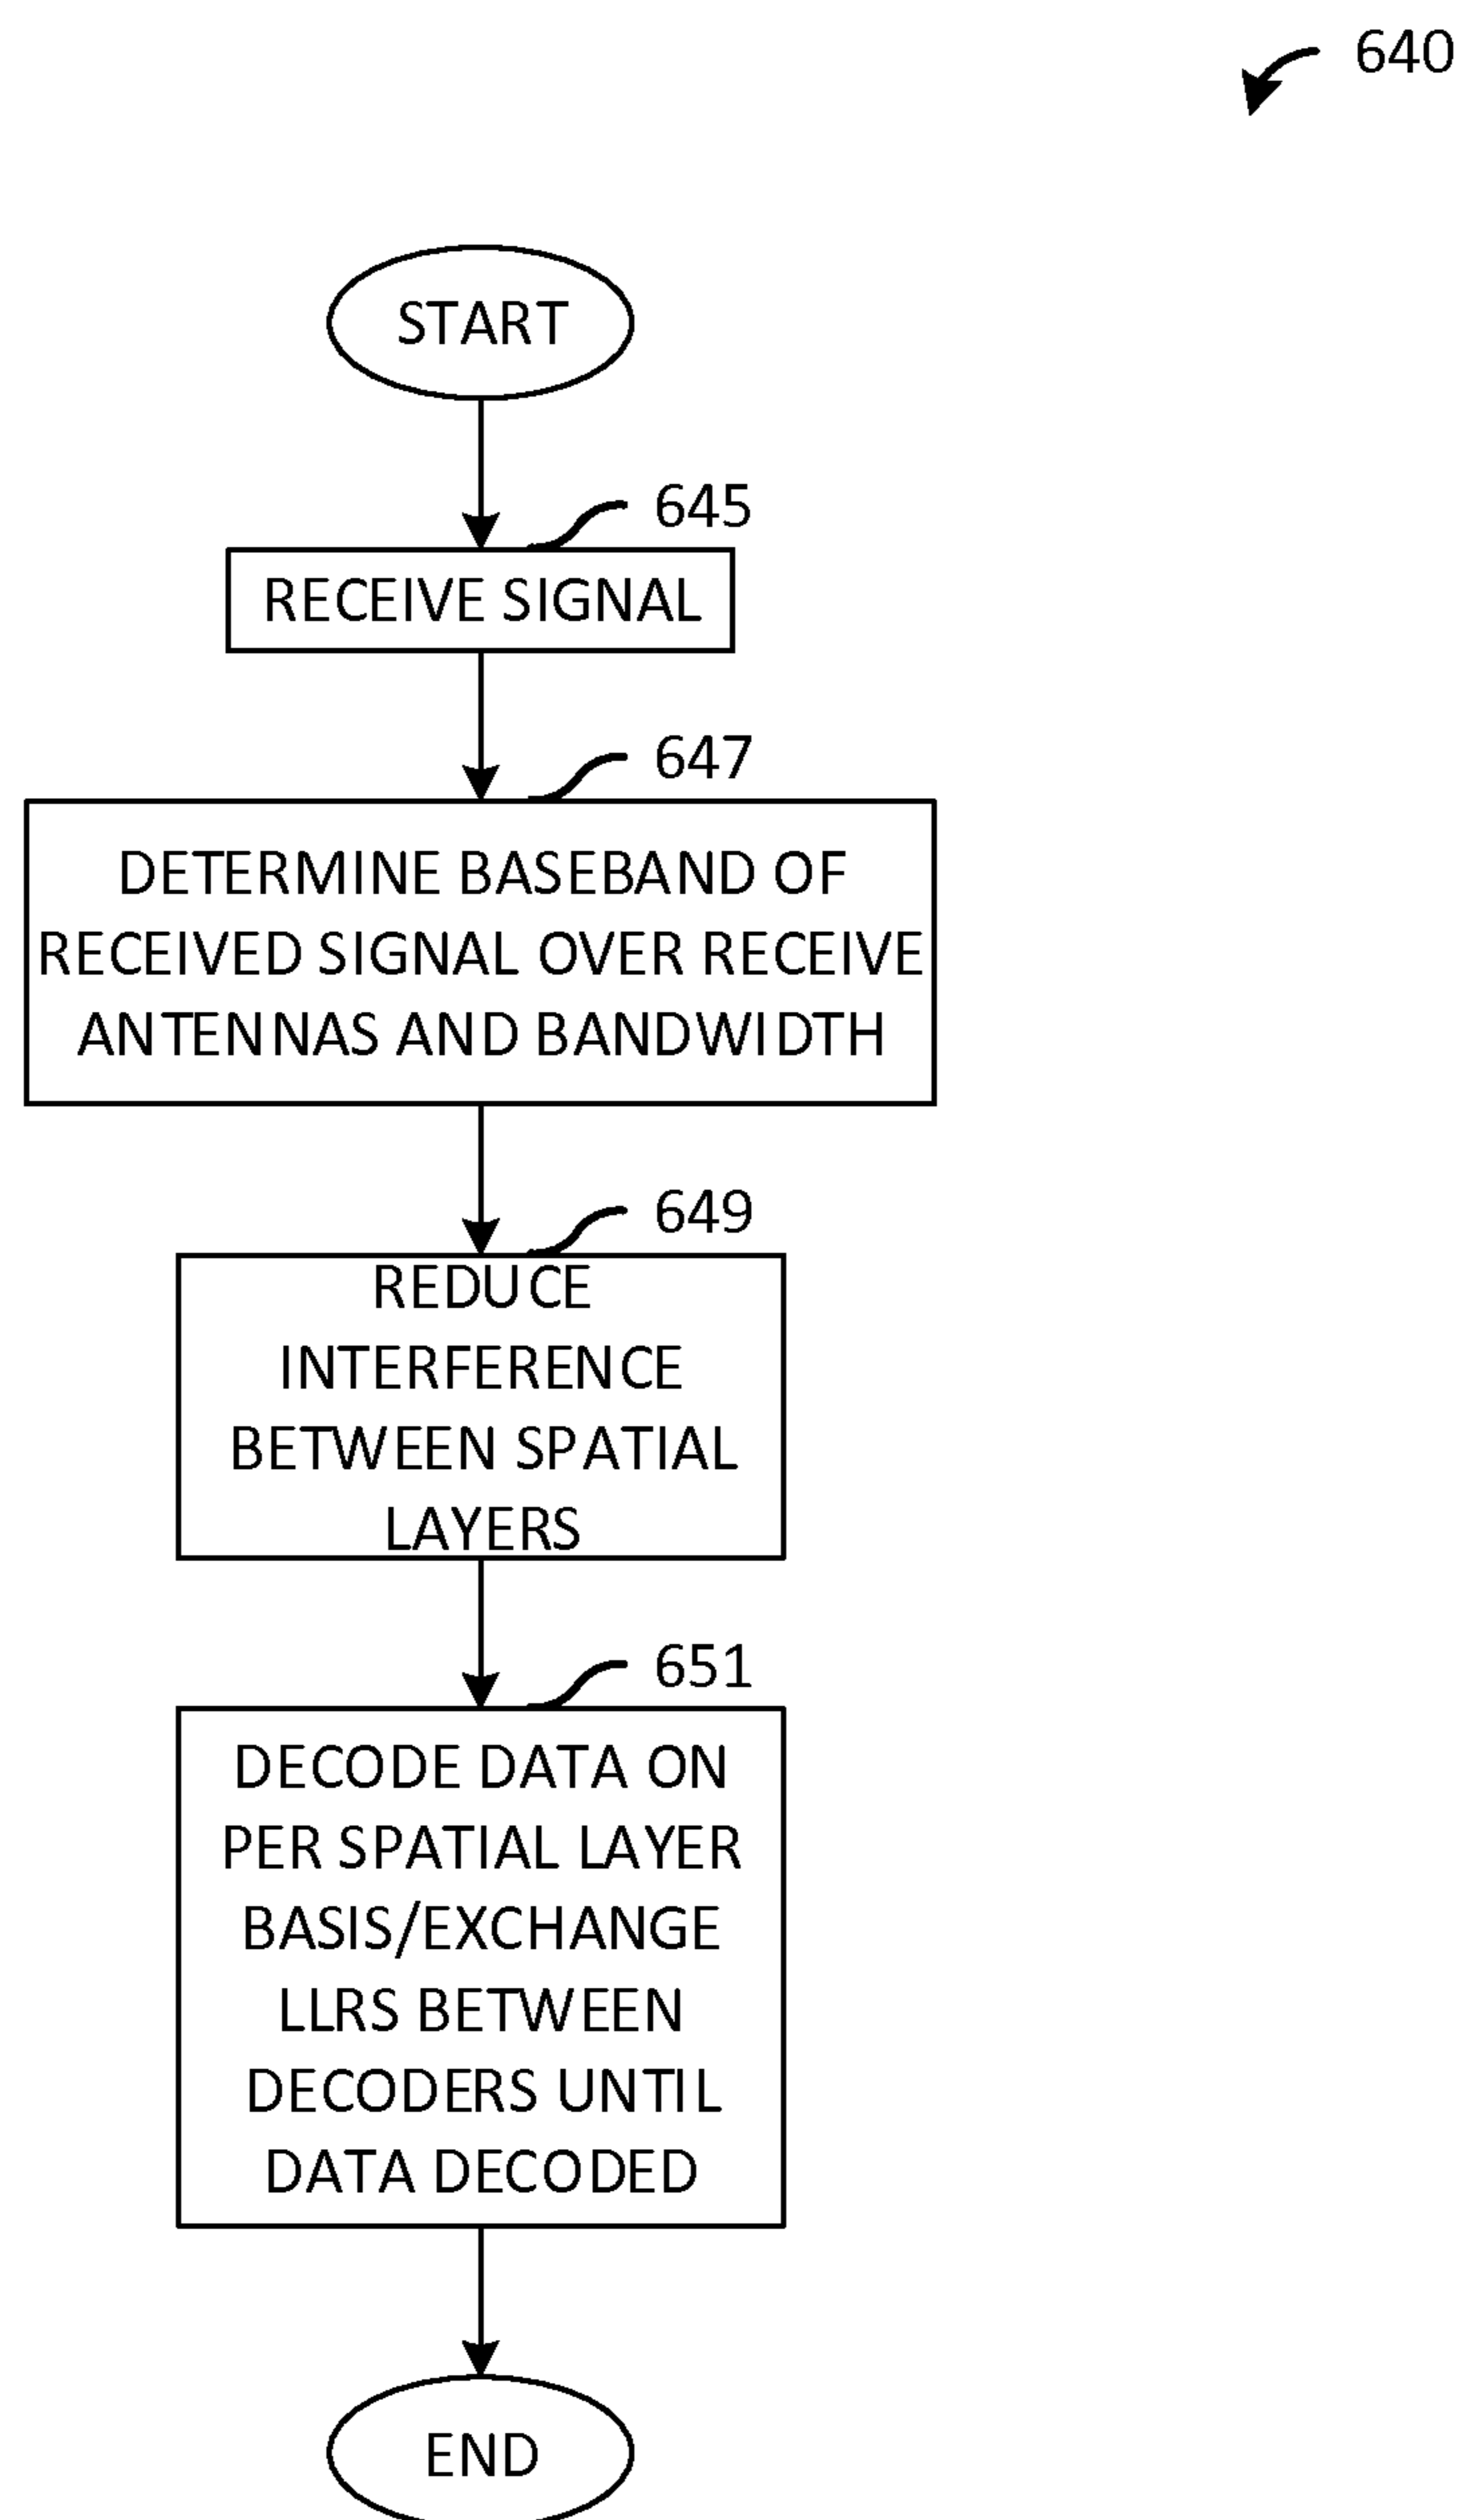 640
START
645
RECEIVE SIGNAL
647
DETERMINE BASEBAND OF
RECEIVED SIGNAL OVER RECEIVE
ANTENNAS AND BANDWIDTH
649
REDUCE
INTERFERENCE
BETWEEN SPATIAL
LAYERS
651
DECODE DATA ON
PER SPATIAL LAYER
BASIS/EXCHANGE
LLRS BETWEEN
DECODERS UNTIL
DATA DECODED
END